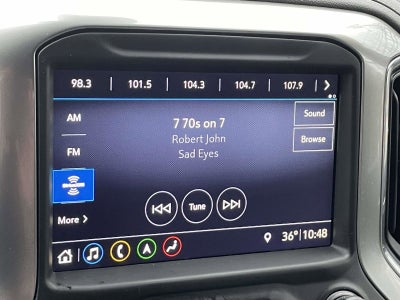 98.3 101.5 104.3 104.7 107.9
AM
7 70s on 7
Sound
Robert John
Browse
FM
Sad Eyes
More
Tune
36° 10:48